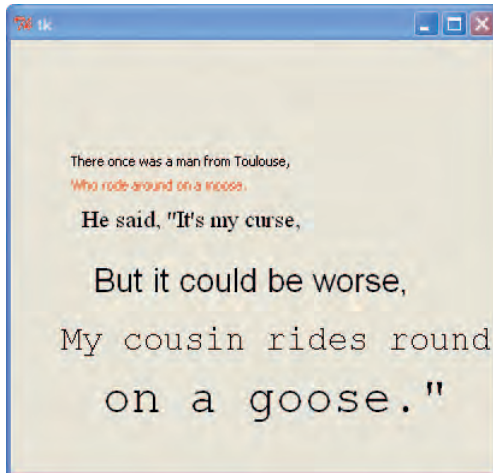 tk
There once was a man from Toulouse,
Who rode around on a moose.
He said, "It's my curse,
But it could be worse,
My cousin rides round
on a goose."